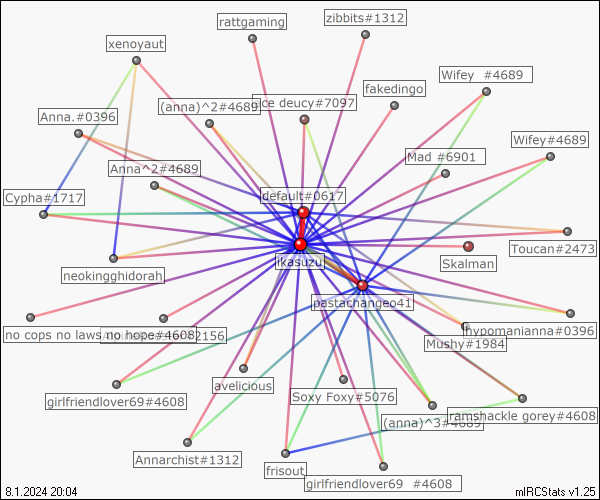 zibbits#1312
rattgaming
xenoyaut
Wifey #4689
fakedingo
(anna)^2#4689
ce deucy#7097
Anna.#0396
Wifey#4689
Mad #6901
Anna^2#4689
default#0617
Cypha#1717
Toucan#2473
ikasuzu
Skalman
neokingghidorah
pastachangeo41
no cops no laws no hope#4608
2156
hypomanianna#0396
Mushy#1984
avelicious
Soxy Foxy#5076
girlfriendlover69#4608
ramshackle gorey#4608
(anna)^3#4689
Annarchist#1312
frisout
girlfriendlover69 #4608
8.1.2024 20:04
mIRCStats v1.25